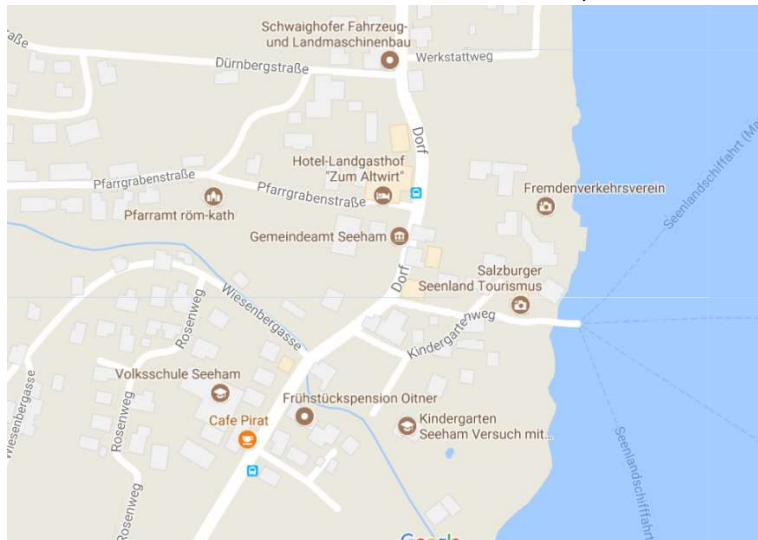 Schwaighofer Fahrzeug-
und Landmaschinenbau
Werkstattweg
Dürnbergstraße
Dorf
Hotel-Landgasthof
"Zum Altwirt"
Pfarrgrabenstraße
Pfarrgrabenstraße
Fremdenverkehrsverein
Pfarramt röm-kath
Gemeindeamt Seeham
Dorf
Salzburger
Seenland Tourismus
Wiesenbergasse
Rosenweg
Kindergartenweg
Volksschule Seeham
Wiesenbergasse
Frühstückspension Oitner
Cafe Pirat
Kindergarten
Seeham Versuch mit...
Rosenweg
Rosenweg
Seenlandschifffahrt